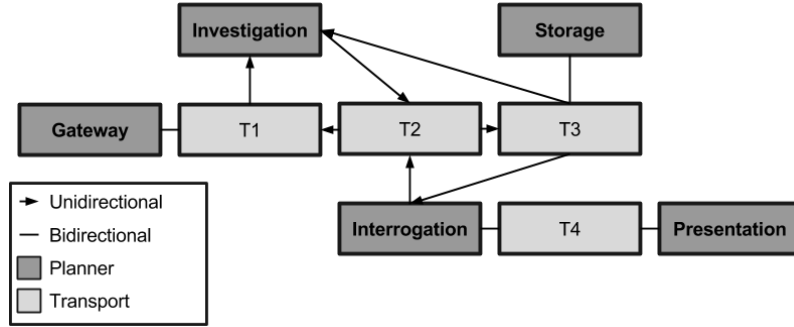 Investigation
Storage
Gateway
T1
T2
T3
Interrogation
T4
Presentation
Unidirectional
Bidirectional
Planner
Transport